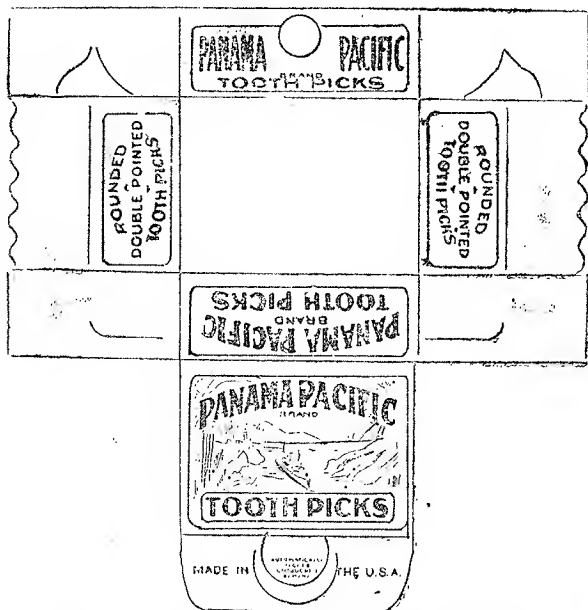 PANAMA PACIFIC
BRAND
TOOTH PICKS
ROUNDED
DOUBLE POINTED
TOOTH PICKS
ROUNDED
DOUBLE POINTED
TOOTH PICKS
PANAMA PACIFIC
BRAND
TOOTH PICKS
PANAMA PACIFIC
BRAND
TOOTH PICKS
MADE IN THE U.S.A.